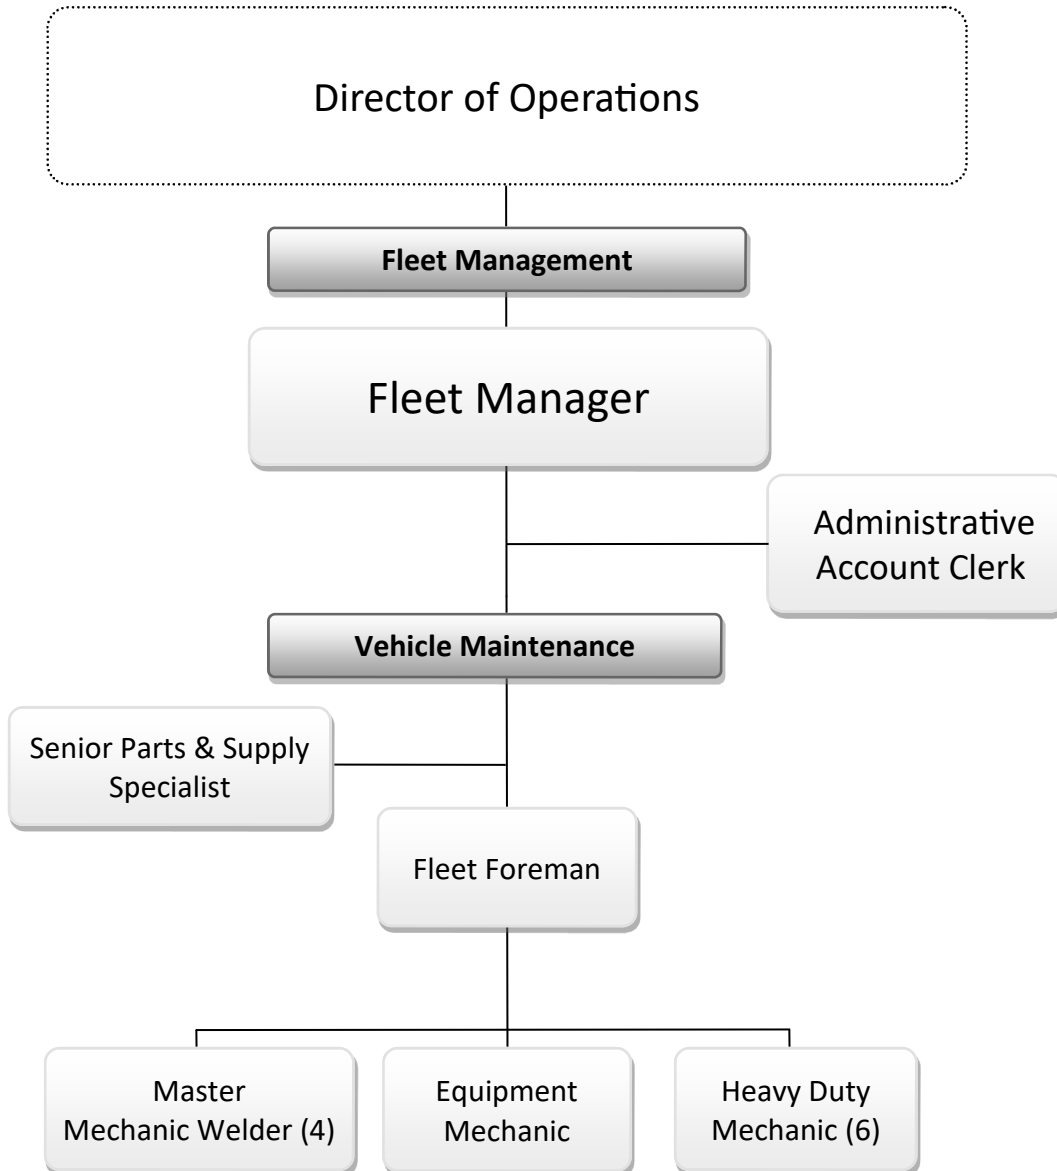 Director of Operations
Fleet Management
Fleet Manager
Administrative
Account Clerk
Vehicle Maintenance
Senior Parts & Supply
Specialist
Fleet Foreman
Master
Mechanic Welder (4)
Equipment
Mechanic
Heavy Duty
Mechanic (6)